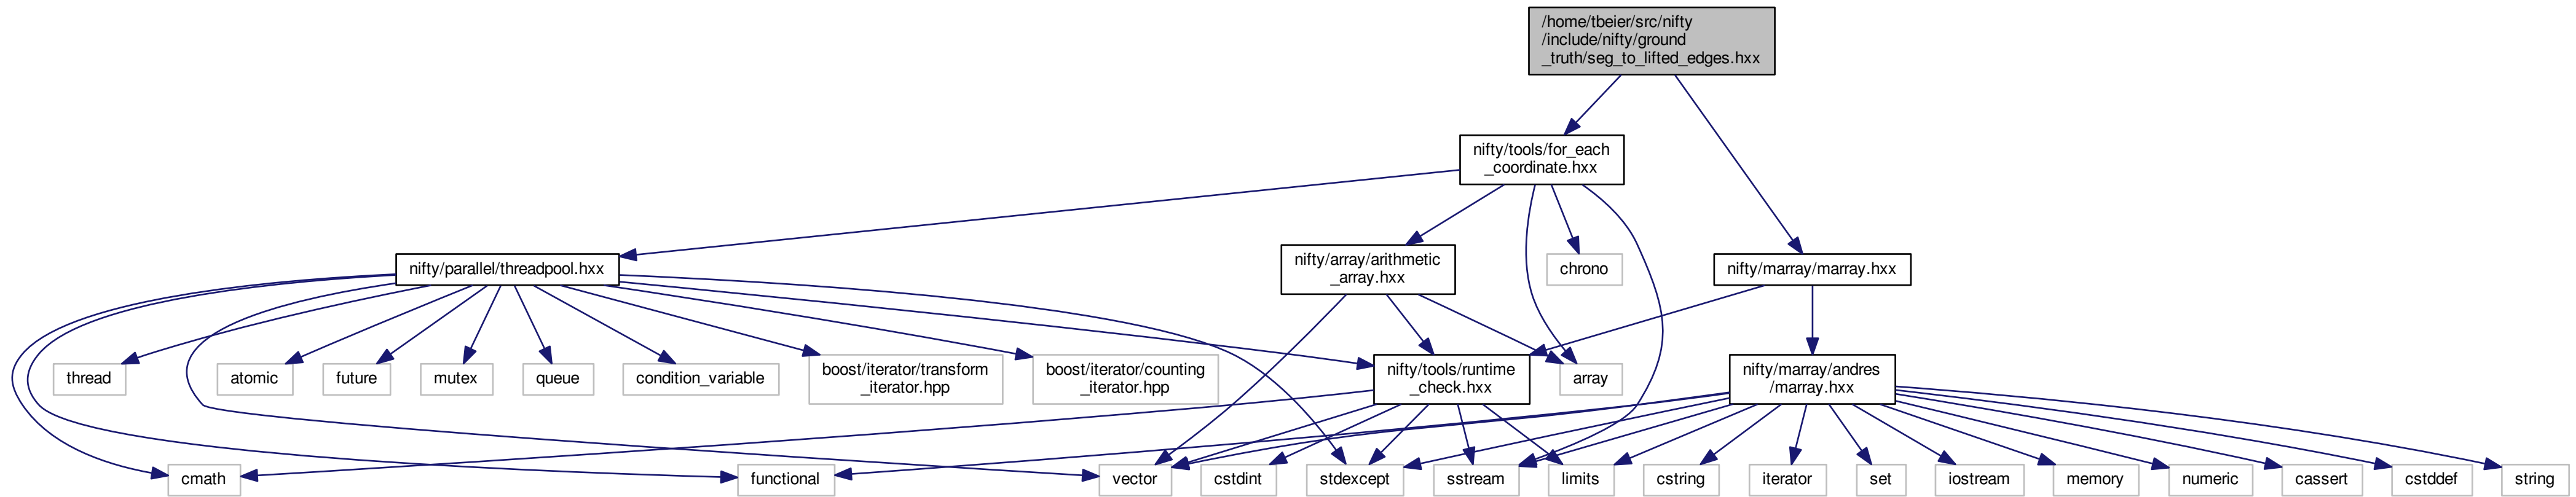 /home/tbeier/src/nifty
/include/nifty/ground
_truth/seg_to_lifted_edges.hxx
nifty/tools/for_each
_coordinate.hxx
nifty/parallel/threadpool.hxx
nifty/array/arithmetic
_array.hxx
chrono
nifty/marray/marray.hxx
thread
atomic
future
mutex
queue
condition_variable
boost/iterator/transform
_iterator.hpp
boost/iterator/counting
_iterator.hpp
nifty/tools/runtime
_check.hxx
array
nifty/marray/andres
/marray.hxx
cmath
functional
vector
cstdint
stdexcept
sstream
limits
cstring
iterator
set
iostream
memory
numeric
cassert
cstddef
string